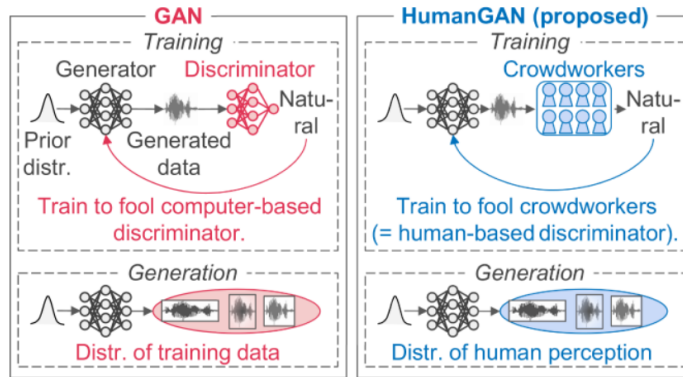 GAN
Training
Generator
Discriminator
Natu-
ral
Prior
distr.
Generated
data
Train to fool computer-based
discriminator.
Generation
Distr. of training data
HumanGAN (proposed)
Training
Crowdworkers
Natu-
ral
Train to fool crowdworkers
(= human-based discriminator).
Generation
Distr. of human perception